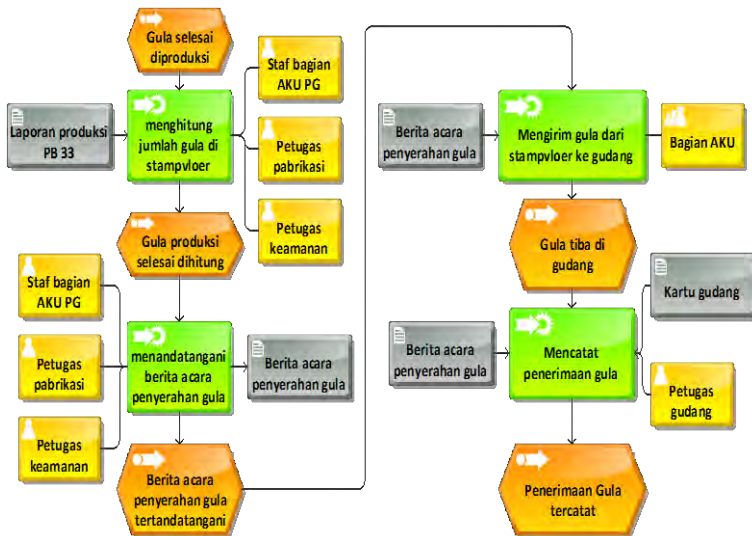 Gula selesai
diproduksi
Staf bagian
AKU PG
Laporan produksi
PB 33
menghitung
jumlah gula di
stampvloer
Petugas
pabrikasi
Petugas
keamanan
Gula produksi
selesai dihitung
Staf bagian
AKU PG
Petugas
pabrikasi
Petugas
keamanan
menandatangani
berita acara
penyerahan gula
Berita acara
penyerahan gula
Berita acara
penyerahan gula
tertandatangani
Berita acara
penyerahan gula
Mengirim gula dari
stampvloer ke gudang
Bagian AKU
Gula tiba di
gudang
Kartu gudang
Berita acara
penyerahan gula
Mencatat
penerimaan gula
Petugas
gudang
Penerimaan Gula
tercatat